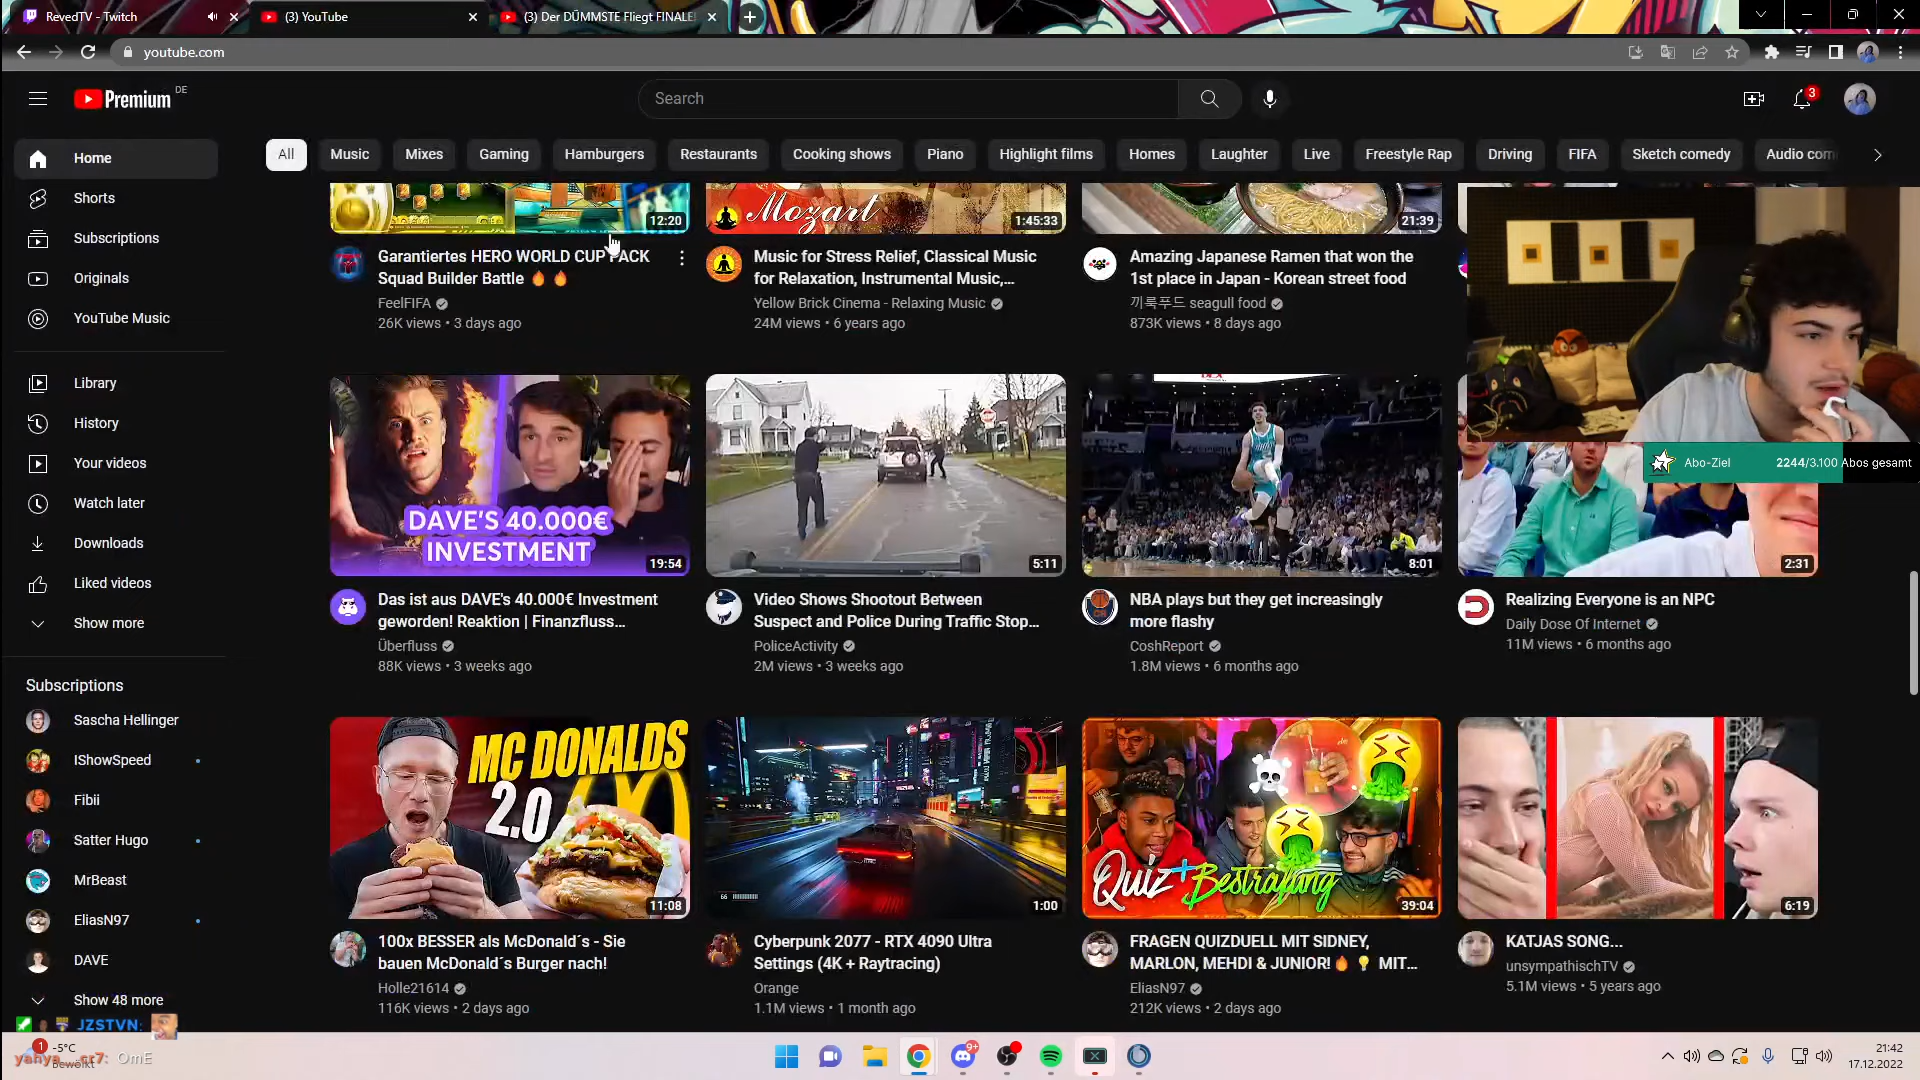 RevedTV - Twitch
(3) YouTube
(3) Der DÜMMSTE Fliegt FINALE!
youtube.com
Premium
DE
Search
3
All
Music
Mixes
Gaming
Hamburgers
Restaurants
Cooking shows
Piano
Highlight films
Homes
Laughter
Live
Freestyle Rap
Driving
FIFA
Sketch comedy
Audio com
Home
Shorts
Subscriptions
Originals
YouTube Music
Library
History
Your videos
Watch later
Downloads
Liked videos
Show more
Subscriptions
Sascha Hellinger
IShowSpeed
Fibii
Satter Hugo
MrBeast
EliasN97
DAVE
Show 48 more
12:20
Garantiertes HERO WORLD CUP PACK
Squad Builder Battle 🔥 🔥
FeelFIFA
26K views • 3 days ago
Mozart
1:45:33
Music for Stress Relief, Classical Music
for Relaxation, Instrumental Music,...
Yellow Brick Cinema - Relaxing Music
24M views • 6 years ago
21:39
Amazing Japanese Ramen that won the
1st place in Japan - Korean street food
끼룩푸드 seagull food
873K views • 8 days ago
Abo-Ziel
2244/3.100 Abos gesamt
DAVE'S 40.000€
INVESTMENT
19:54
Das ist aus DAVE's 40.000€ Investment
geworden! Reaktion | Finanzfluss...
Überfluss
88K views • 3 weeks ago
5:11
Video Shows Shootout Between
Suspect and Police During Traffic Stop...
PoliceActivity
2M views • 3 weeks ago
8:01
NBA plays but they get increasingly
more flashy
CoshReport
1.8M views • 6 months ago
2:31
Realizing Everyone is an NPC
Daily Dose Of Internet
11M views • 6 months ago
MC DONALDS
2.0
11:08
100x BESSER als McDonald´s - Sie
bauen McDonald´s Burger nach!
Holle21614
116K views • 2 days ago
66
1:00
Cyberpunk 2077 - RTX 4090 Ultra
Settings (4K + Raytracing)
Orange
1.1M views • 1 month ago
Quiz + Bestrafung
39:04
FRAGEN QUIZDUELL MIT SIDNEY,
MARLON, MEHDI & JUNIOR! 🔥 💡 MIT...
EliasN97
212K views • 2 days ago
6:19
KATJAS SONG...
unsympathischTV
5.1M views • 5 years ago
JZSTVN:
yahya__cr7: OmE
1
-5°C
Bewölkt
9+
21:42
17.12.2022